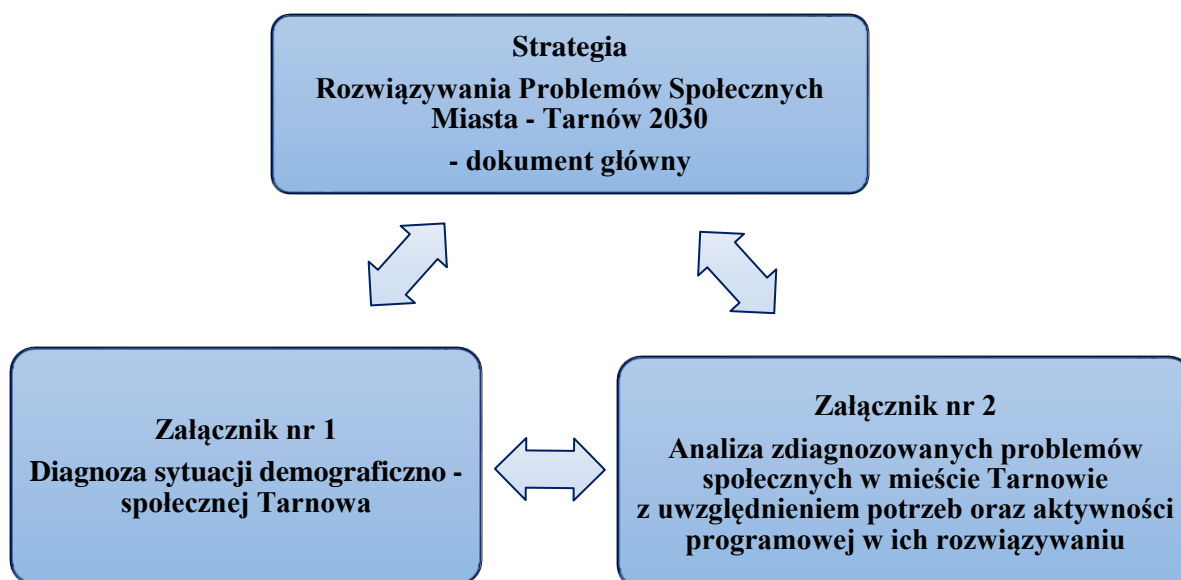 Strategia
Rozwiązywania Problemów Społecznych
Miasta - Tarnów 2030
- dokument główny
Załącznik nr 1
Diagnoza sytuacji demograficzno -
społecznej Tarnowa
Załącznik nr 2
Analiza zdiagnozowanych problemów
społecznych w mieście Tarnowie
z uwzględnieniem potrzeb oraz aktywności
programowej w ich rozwiązywaniu